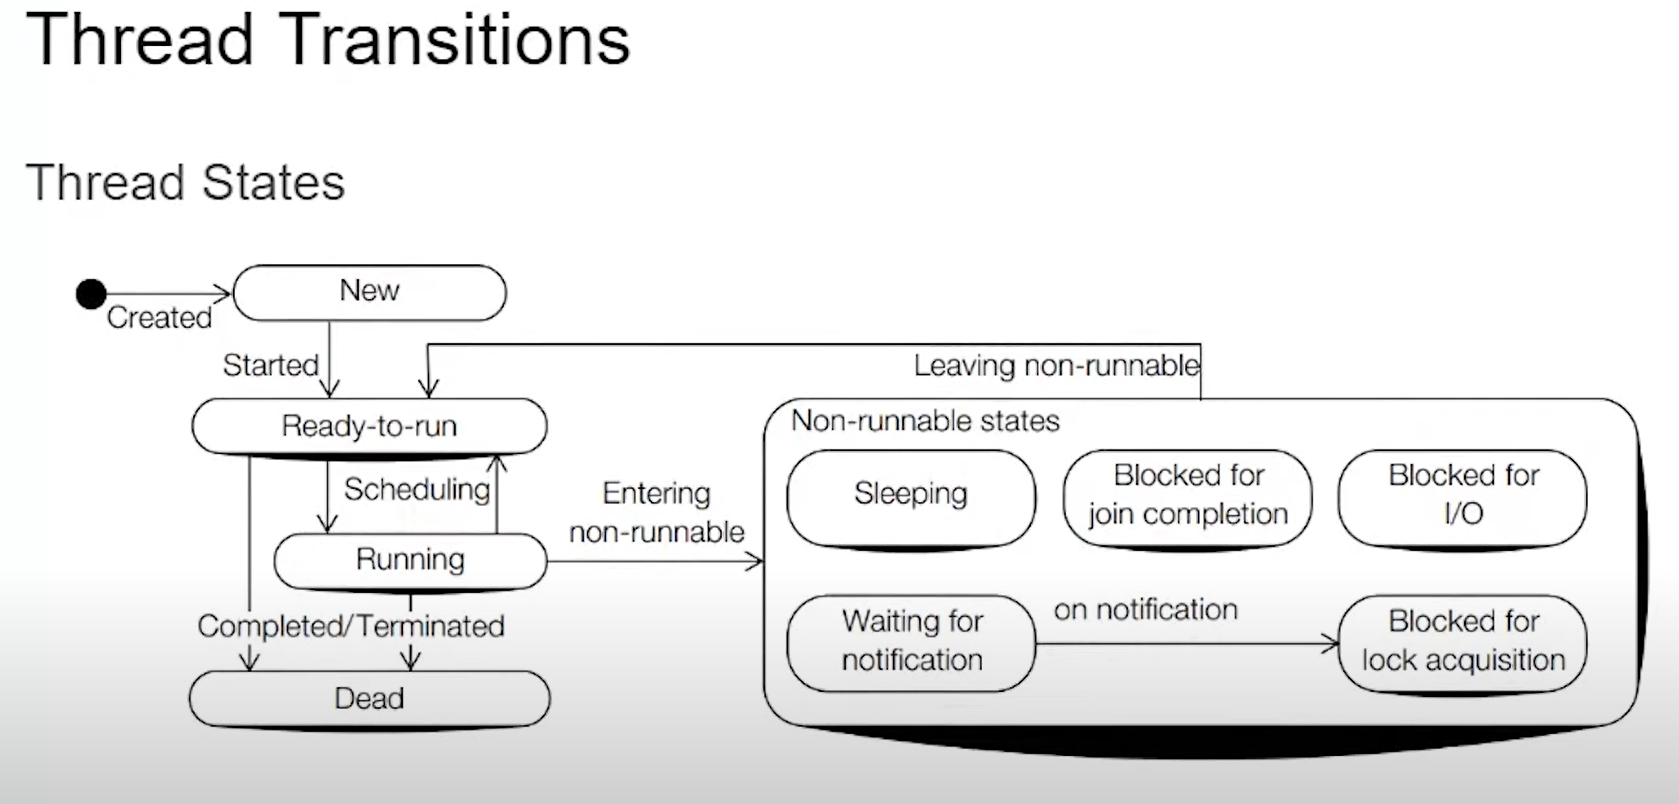 Thread Transitions
Thread States
New
Created
Started
Leaving non-runnable
Ready-to-run
Non-runnable states
Scheduling
Entering
non-runnable
Sleeping
Blocked for
join completion
Blocked for
I/O
Running
Completed/Terminated
Waiting for
notification
on notification
Blocked for
lock acquisition
Dead